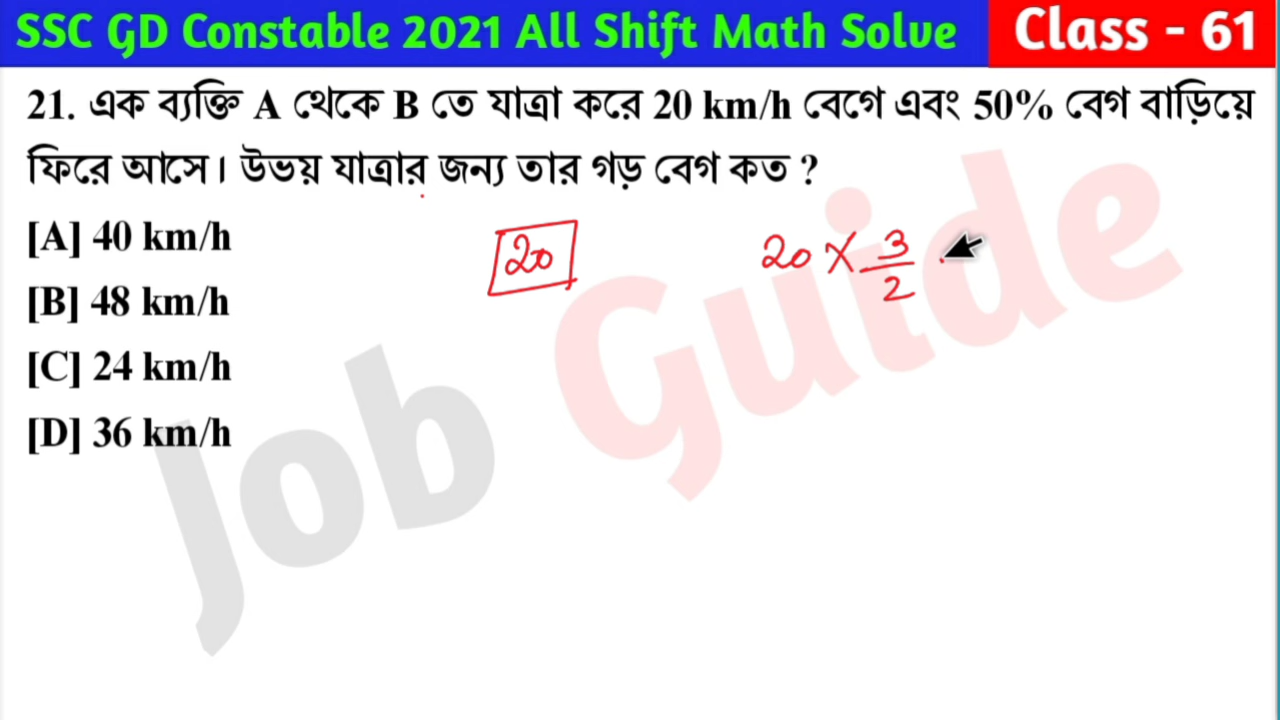 SSC GD Constable 2021 All Shift Math Solve
Class - 61
21. এক ব্যক্তি A থেকে B তে যাত্রা করে 20 km/h বেগে এবং 50% বেগ বাড়িয়ে
ফিরে আসে। উভয় যাত্রার জন্য তার গড় বেগ কত ?
[A] 40 km/h
[B] 48 km/h
[C] 24 km/h
[D] 36 km/h
20
20 × 3/2
Job Guide